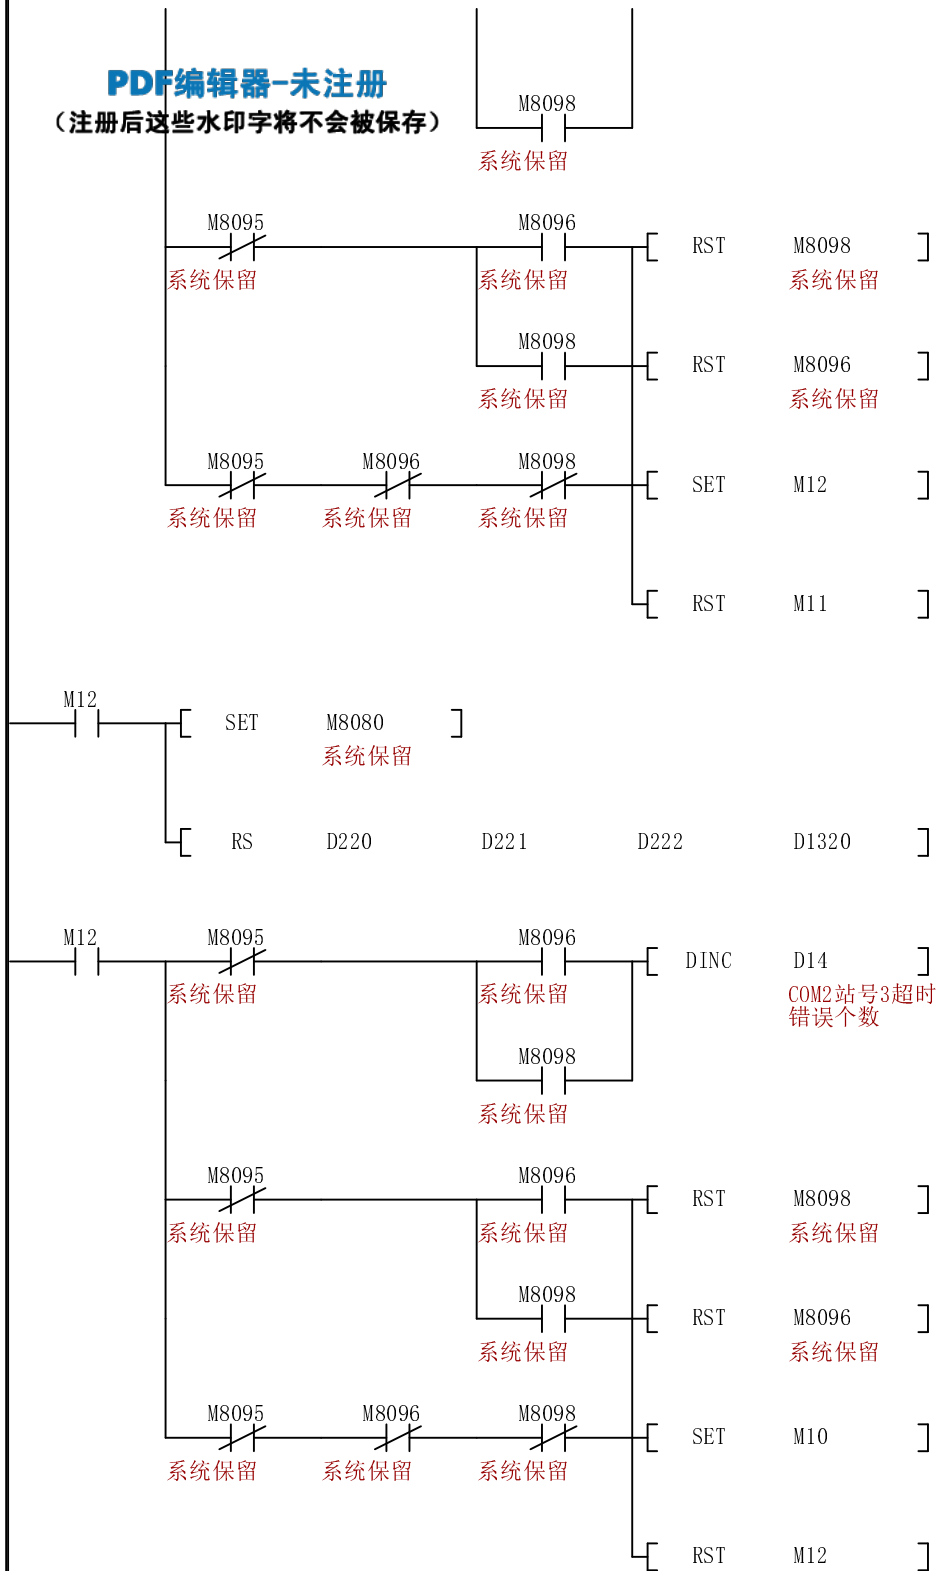 PDF编辑器-未注册
M8098
（注册后这些水印字将不会被保存）
系统保留
M8095 M8096
RST M8098
系统保留 系统保留 系统保留
M8098
RST M8096
系统保留 系统保留
M8095 M8096 M8098
SET M12
系统保留 系统保留 系统保留
RST M11
M12
SET M8080
系统保留
RS D220 D221 D222 D1320
M12 M8095 M8096
DINC D14
系统保留 系统保留 COM2站号3超时
错误个数
M8098
系统保留
M8095 M8096
RST M8098
系统保留 系统保留 系统保留
M8098
RST M8096
系统保留 系统保留
M8095 M8096 M8098
SET M10
系统保留 系统保留 系统保留
RST M12